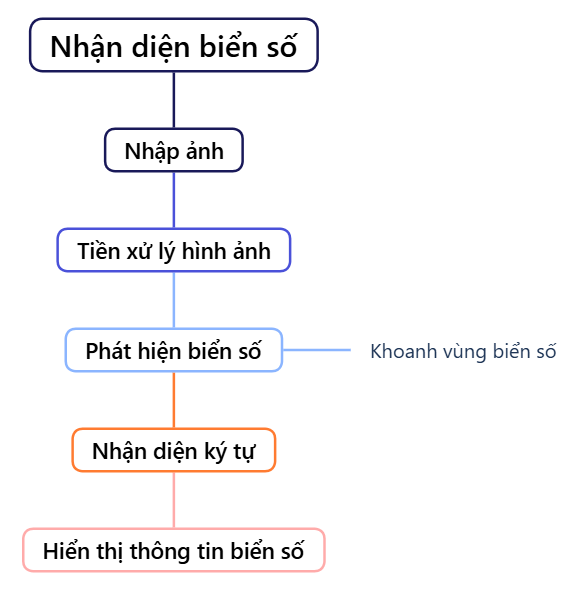 Nhận diện biển số
Nhập ảnh
Tiền xử lý hình ảnh
Phát hiện biển số
Khoanh vùng biển số
Nhận diện ký tự
Hiển thị thông tin biển số